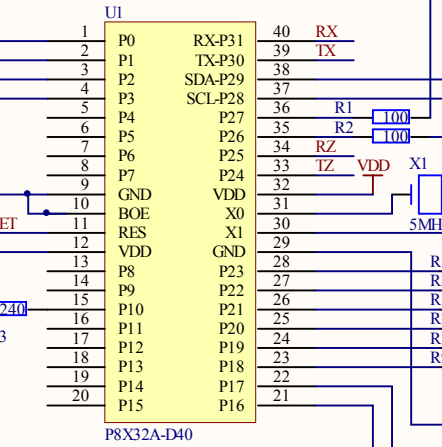 U1
1 P0 RX-P31 40 RX
2 P1 TX-P30 39 TX
3 P2 SDA-P29 38
4 P3 SCL-P28 37
5 P4 P27 36 R1 100
6 P5 P26 35 R2 100
7 P6 P25 34 RZ
8 P7 P24 33 TZ VDD X1
9 GND VDD 32
10 BOE X0 31
ET 11 RES X1 30 5MH
12 VDD GND 29
13 P8 P23 28 R
14 P9 P22 27 R
240 15 P10 P21 26 R
3 16 P11 P20 25 R
17 P12 P19 24 R
18 P13 P18 23 R
19 P14 P17 22
20 P15 P16 21
P8X32A-D40